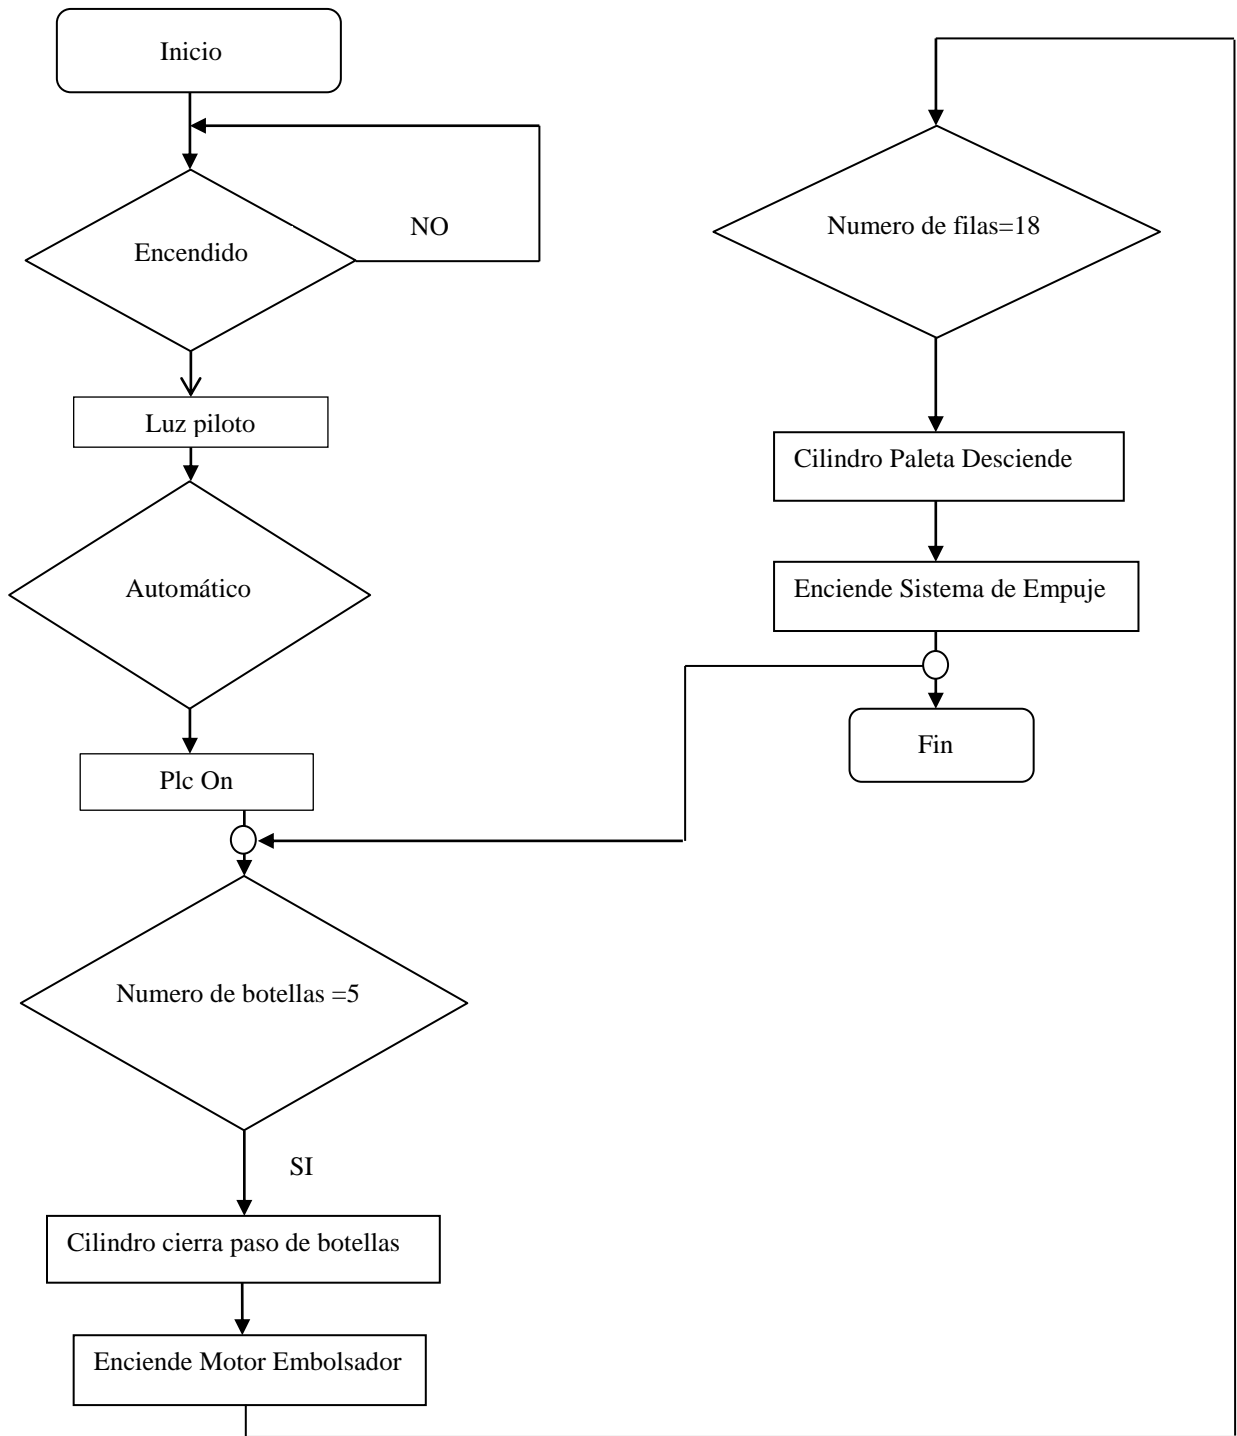 Inicio
NO
Encendido
Luz piloto
Automático
Plc On
Numero de botellas =5
SI
Cilindro cierra paso de botellas
Enciende Motor Embolsador
Numero de filas=18
Cilindro Paleta Desciende
Enciende Sistema de Empuje
Fin